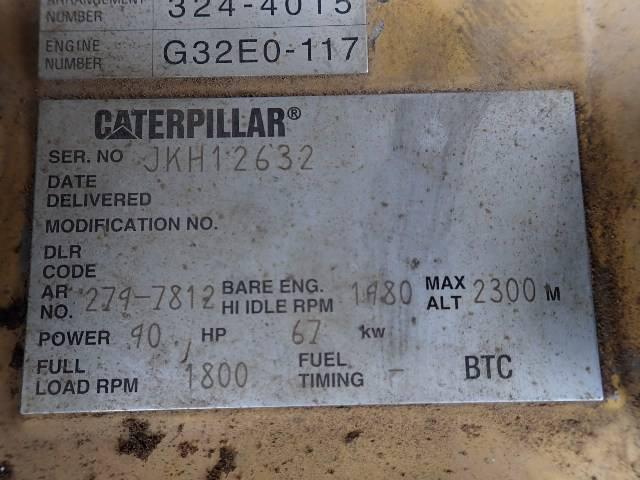 ARRANGEMENT
NUMBER 324-4015
ENGINE
NUMBER G32E0-117
CATERPILLAR®
SER. NO JKH12632
DATE
DELIVERED
MODIFICATION NO.
DLR
CODE
AR
NO. 279-7812 BARE ENG.
HI IDLE RPM 1980 MAX
ALT 2300 M
POWER 90 HP 67 KW
FULL
LOAD RPM 1800 FUEL
TIMING - BTC